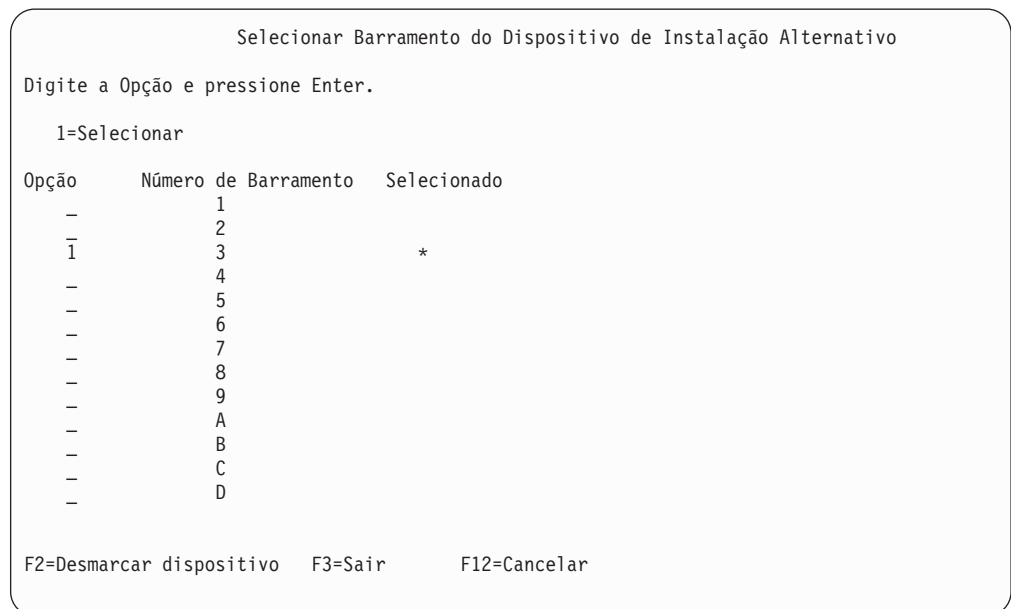 Selecionar Barramento do Dispositivo de Instalação Alternativo
Digite a Opção e pressione Enter.
1=Selecionar
Opção Número de Barramento Selecionado
_ 1
_ 2
1 3 *
_ 4
_ 5
_ 6
_ 7
_ 8
_ 9
_ A
_ B
_ C
_ D
F2=Desmarcar dispositivo F3=Sair F12=Cancelar